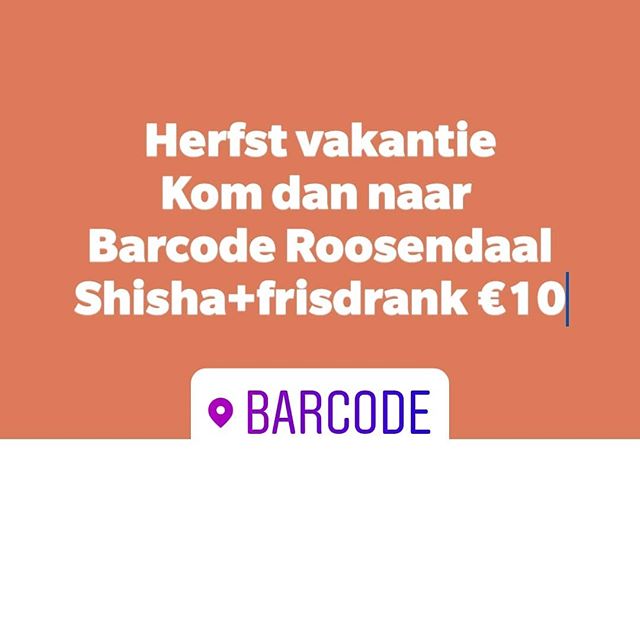 Herfst vakantie
Kom dan naar
Barcode Roosendaal
Shisha+frisdrank €10
BARCODE